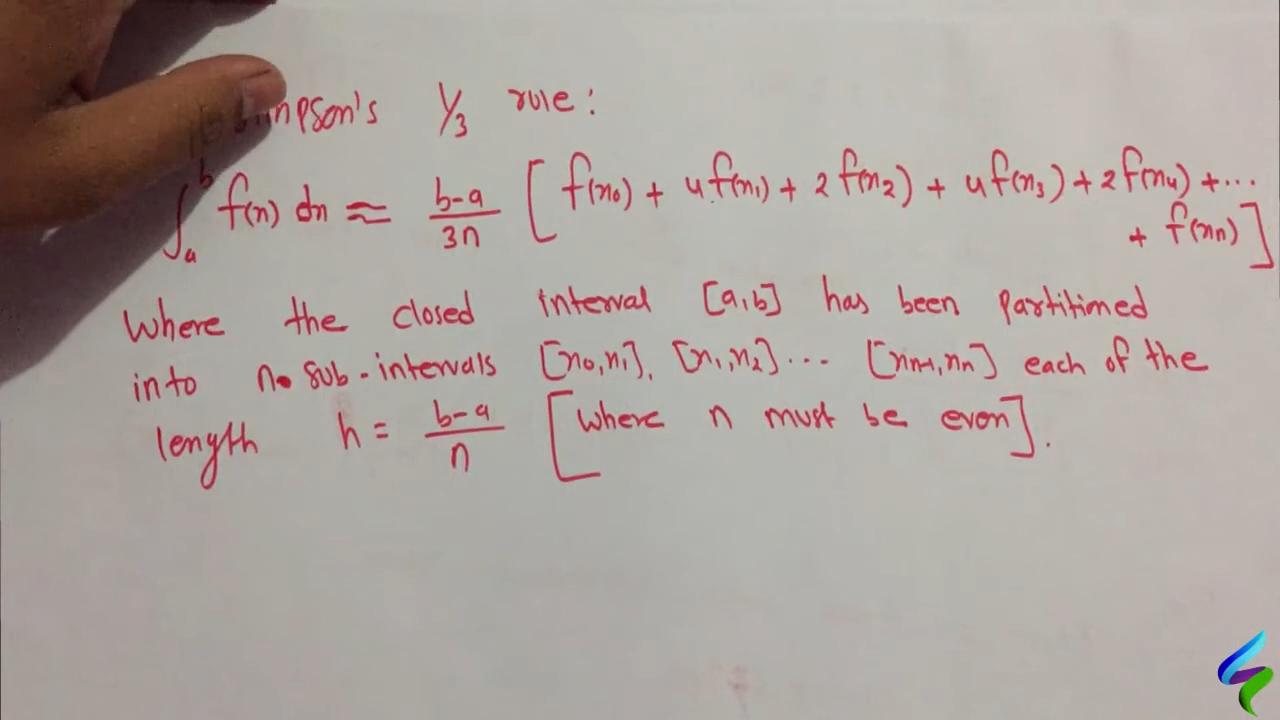 Simpson's 1/3 rule:
∫_a^b f(x) dx ≈ (b-a)/(3n) [ f(x0) + 4f(x1) + 2f(x2) + 4f(x3) + 2f(x4) + ...
+ f(xn) ]
Where the closed interval [a,b] has been partitioned
into n sub-intervals [x0,x1], [x1,x2]... [xn-1,xn] each of the
length h = (b-a)/n [where n must be even].